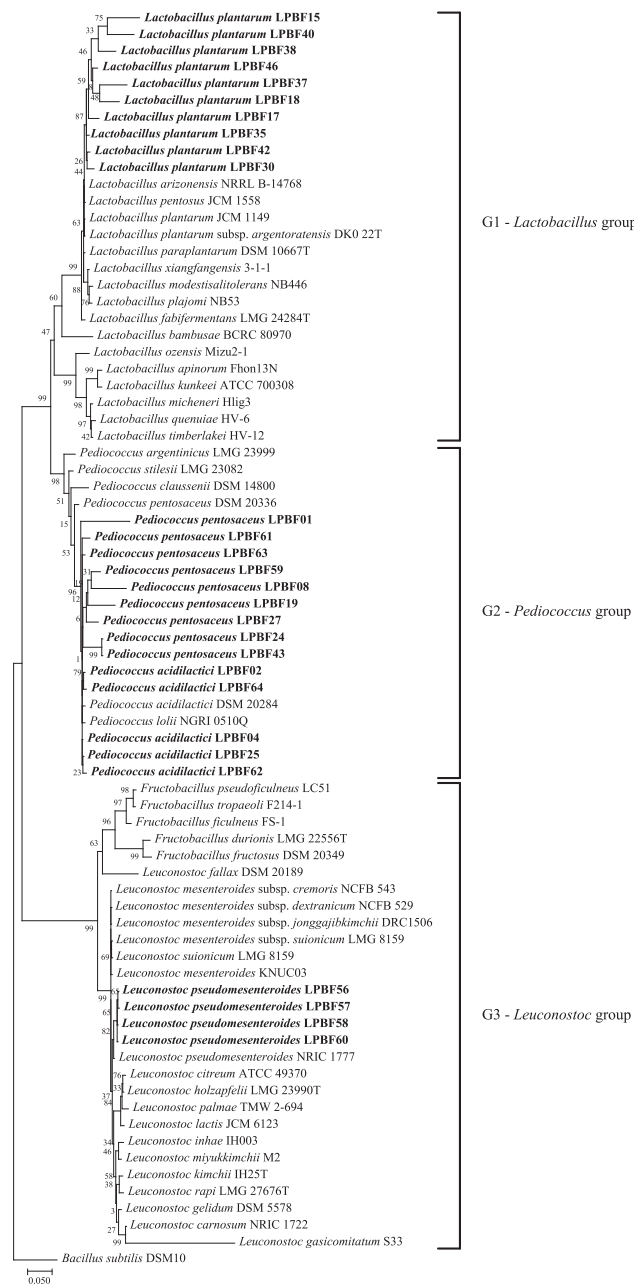 75
Lactobacillus plantarum LPBF15
33
Lactobacillus plantarum LPBF40
46
Lactobacillus plantarum LPBF38
Lactobacillus plantarum LPBF46
59
Lactobacillus plantarum LPBF37
48
Lactobacillus plantarum LPBF18
87
Lactobacillus plantarum LPBF17
Lactobacillus plantarum LPBF35
Lactobacillus plantarum LPBF42
26
Lactobacillus plantarum LPBF30
44
Lactobacillus arizonensis NRRL B-14768
Lactobacillus pentosus JCM 1558
Lactobacillus plantarum JCM 1149
63
G1 - Lactobacillus group
Lactobacillus plantarum subsp. argentoratensis DK0 22T
Lactobacillus paraplantarum DSM 10667T
99
Lactobacillus xiangfangensis 3-1-1
Lactobacillus modestisalitolerans NB446
88
60
76
Lactobacillus plajomi NB53
Lactobacillus fabifermentans LMG 24284T
47
Lactobacillus bambusae BCRC 80970
Lactobacillus ozensis Mizu2-1
99
Lactobacillus apinorum Fhon13N
99
Lactobacillus kunkeei ATCC 700308
99
98
Lactobacillus micheneri Hlig3
Lactobacillus quenuiae HV-6
97
42
Lactobacillus timberlakei HV-12
Pediococcus argentinicus LMG 23999
Pediococcus stilesii LMG 23082
98
Pediococcus claussenii DSM 14800
51
Pediococcus pentosaceus DSM 20336
Pediococcus pentosaceus LPBF01
15
Pediococcus pentosaceus LPBF61
53
Pediococcus pentosaceus LPBF63
31
Pediococcus pentosaceus LPBF59
96
Pediococcus pentosaceus LPBF08
12
Pediococcus pentosaceus LPBF19
G2 - Pediococcus group
6
Pediococcus pentosaceus LPBF27
Pediococcus pentosaceus LPBF24
99
Pediococcus pentosaceus LPBF43
1
79
Pediococcus acidilactici LPBF02
Pediococcus acidilactici LPBF64
Pediococcus acidilactici DSM 20284
Pediococcus lolii NGRI 0510Q
Pediococcus acidilactici LPBF04
Pediococcus acidilactici LPBF25
23
Pediococcus acidilactici LPBF62
98
Fructobacillus pseudoficulneus LC51
97
Fructobacillus tropaeoli F214-1
96
Fructobacillus ficulneus FS-1
63
Fructobacillus durionis LMG 22556T
99
Fructobacillus fructosus DSM 20349
Leuconostoc fallax DSM 20189
Leuconostoc mesenteroides subsp. cremoris NCFB 543
Leuconostoc mesenteroides subsp. dextranicum NCFB 529
99
Leuconostoc mesenteroides subsp. jonggajibkimchii DRC1506
Leuconostoc mesenteroides subsp. suionicum LMG 8159
69
Leuconostoc suionicum LMG 8159
Leuconostoc mesenteroides KNUC03
Leuconostoc pseudomesenteroides LPBF56
99
65
Leuconostoc pseudomesenteroides LPBF57
G3 - Leuconostoc group
82
Leuconostoc pseudomesenteroides LPBF58
Leuconostoc pseudomesenteroides LPBF60
Leuconostoc pseudomesenteroides NRIC 1777
76
Leuconostoc citreum ATCC 49370
33
Leuconostoc holzapfelii LMG 23990T
37
84
Leuconostoc palmae TMW 2-694
Leuconostoc lactis JCM 6123
34
Leuconostoc inhae IH003
46
Leuconostoc miyukkimchii M2
58
Leuconostoc kimchii IH25T
38
Leuconostoc rapi LMG 27676T
3
Leuconostoc gelidum DSM 5578
27
Leuconostoc carnosum NRIC 1722
99
Leuconostoc gasicomitatum S33
Bacillus subtilis DSM10
0.050